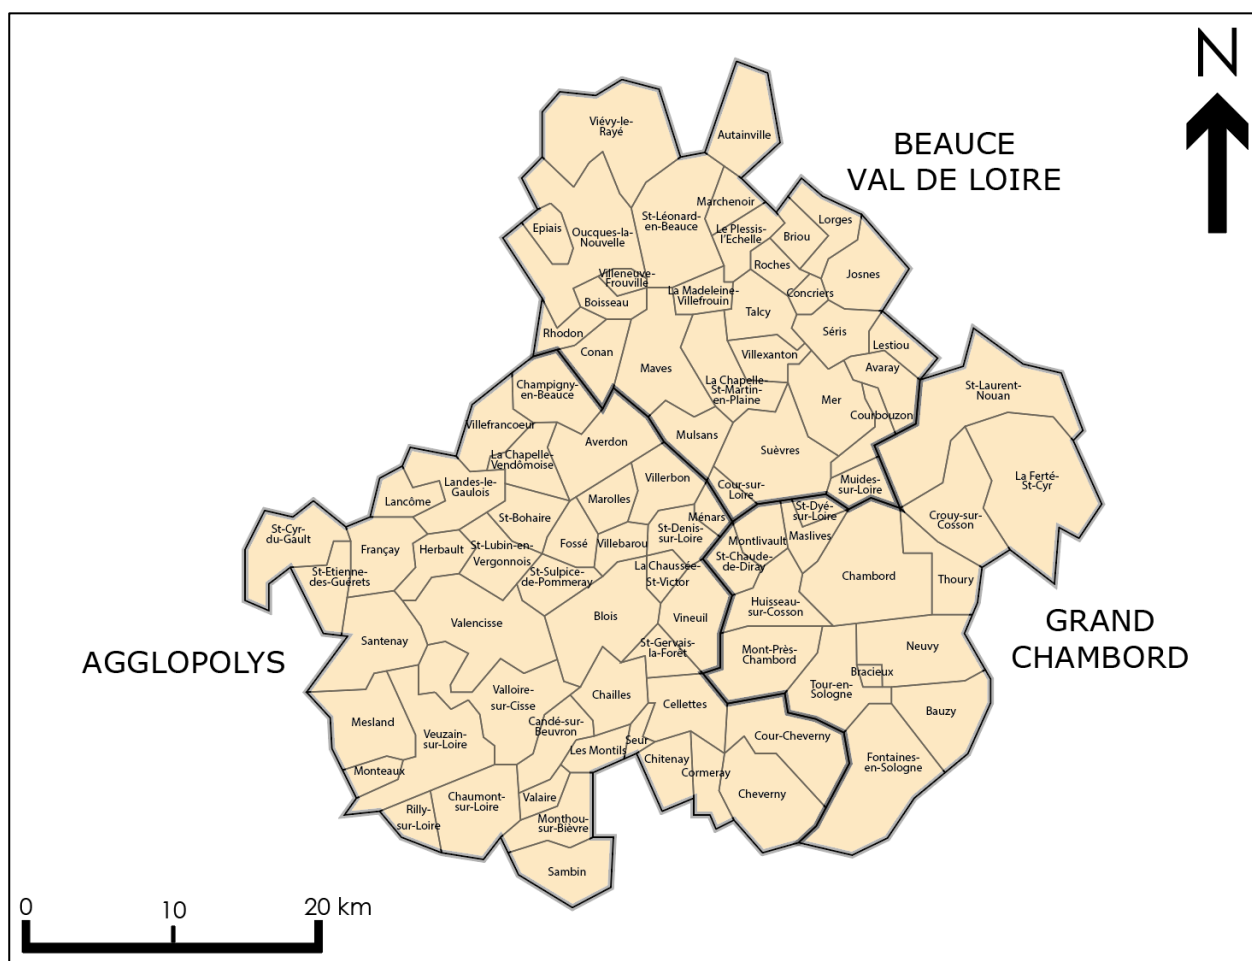 N
BEAUCE
VAL DE LOIRE
Viévy-le-
Rayé
Autainville
Marchenoir
St-Léonard-
en-Beauce
Le Plessis-
l'Echelle
Lorges
Briou
Epiais
Oucques-la-
Nouvelle
Roches
Josnes
Villeneuve-
Frouville
La Madeleine-
Villefrouin
Concriers
Boisseau
Talcy
Rhodon
Séris
Conan
Lestiou
Villexanton
Maves
Avaray
La Chapelle-
St-Martin-
en-Plaine
St-Laurent-
Nouan
Champigny-
en-Beauce
Mer
Courbouzon
Villefrancoeur
Averdon
Mulsans
Suèvres
La Chapelle-
Vendômoise
La Ferté-
St-Cyr
Landes-le-
Gaulois
Villerbon
Cour-sur-
Loire
Muides-
sur-Loire
Lancôme
Marolles
St-Dyé-
sur-Loire
St-Bohaire
Ménars
Crouy-sur-
Cosson
St-Cyr-
du-Gault
St-Denis-
sur-Loire
Maslives
Montlivault
Françay
Herbault
St-Lubin-en-
Vergonnois
Fossé
Villebarou
St-Chaude-
de-Diray
St-Etienne-
des-Guérets
St-Sulpice-
de-Pommeray
La Chaussée-
St-Victor
Chambord
Thoury
Huisseau-
sur-Cosson
Valencisse
Blois
Vineuil
GRAND
CHAMBORD
Santenay
St-Gervais-
la-Forêt
Neuvy
AGGLOPOLYS
Mont-Près-
Chambord
Bracieux
Tour-en-
Sologne
Valloire-
sur-Cisse
Chailles
Cellettes
Bauzy
Mesland
Candé-sur-
Beuvron
Veuzain-
sur-Loire
Cour-Cheverny
Seur
Les Montils
Chitenay
Fontaines-
en-Sologne
Monteaux
Cormeray
Chaumont-
sur-Loire
Valaire
Cheverny
Rilly-
sur-Loire
Monthou-
sur-Bièvre
Sambin
0 10 20 km